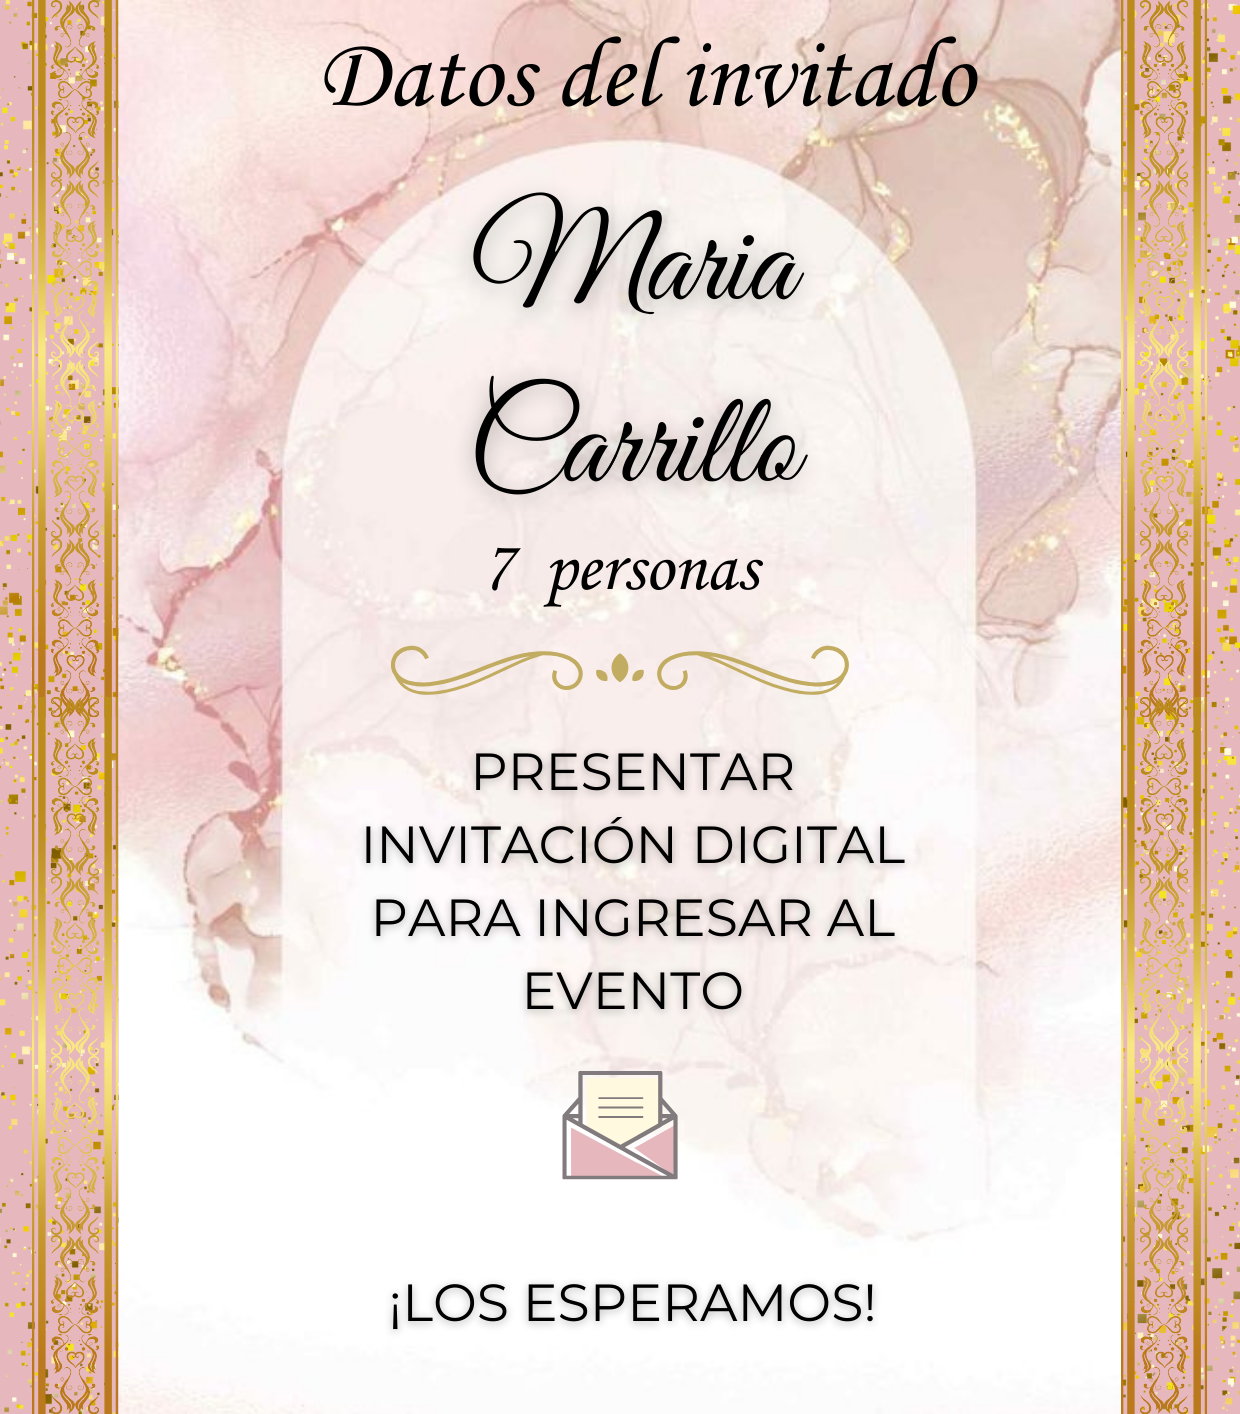 Datos del invitado
Maria
Carrillo
7 personas
PRESENTAR
INVITACIÓN DIGITAL
PARA INGRESAR AL
EVENTO
¡LOS ESPERAMOS!